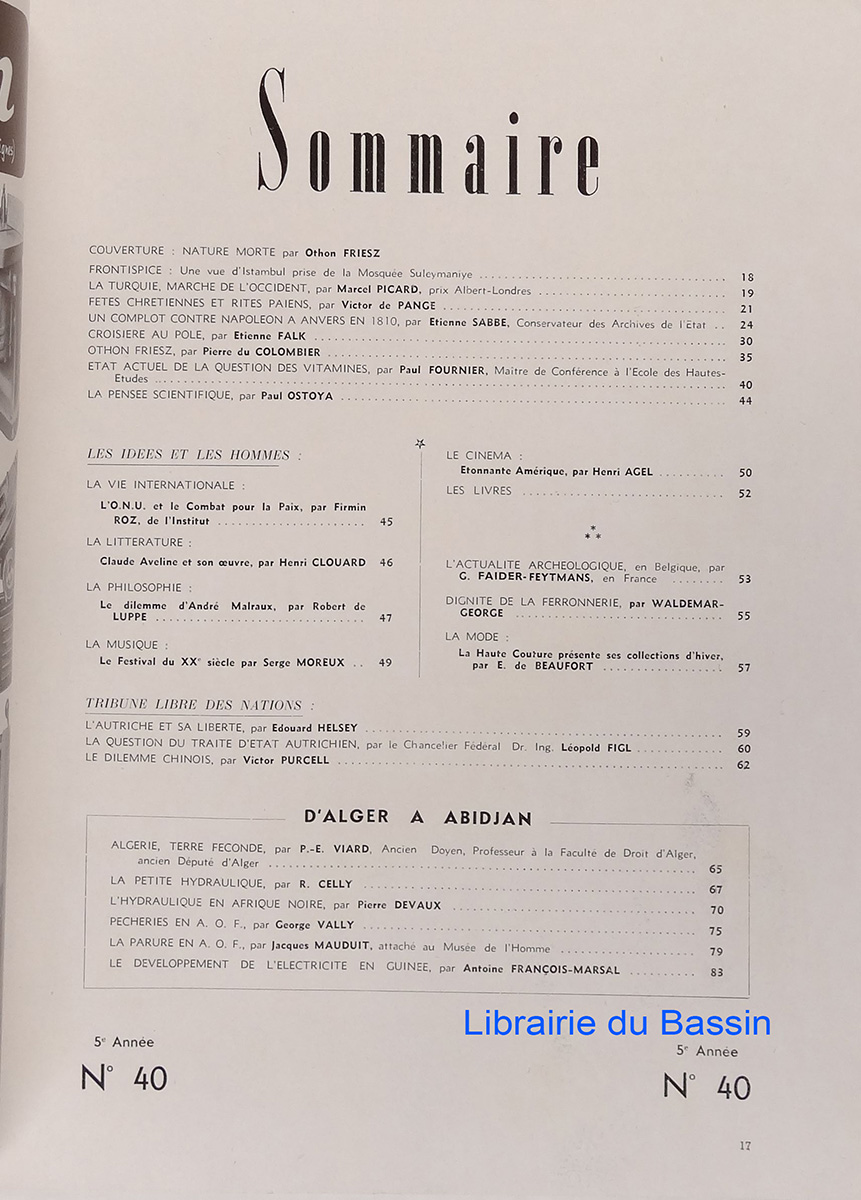 Sommaire
COUVERTURE : NATURE MORTE par Othon FRIESZ
FRONTISPICE : Une vue d'Istambul prise de la Mosquée Suleymaniye 18
LA TURQUIE, MARCHE DE L'OCCIDENT, par Marcel PICARD, prix Albert-Londres 19
FETES CHRETIENNES ET RITES PAIENS, par Victor de PANGE 21
UN COMPLOT CONTRE NAPOLEON A ANVERS EN 1810, par Etienne SABBE, Conservateur des Archives de l'Etat .. 24
CROISIERE AU POLE, par Etienne FALK 30
OTHON FRIESZ, par Pierre du COLOMBIER 35
ETAT ACTUEL DE LA QUESTION DES VITAMINES, par Paul FOURNIER, Maître de Conférence à l'Ecole des Hautes-
Etudes 40
LA PENSEE SCIENTIFIQUE, par Paul OSTOYA 44
LES IDEES ET LES HOMMES :
LA VIE INTERNATIONALE :
L'O.N.U. et le Combat pour la Paix, par Firmin
ROZ, de l'Institut 45
LA LITTERATURE :
Claude Aveline et son œuvre, par Henri CLOUARD 46
LA PHILOSOPHIE :
Le dilemme d'André Malraux, par Robert de
LUPPE 47
LA MUSIQUE :
Le Festival du XXe siècle par Serge MOREUX .. 49
LE CINEMA :
Etonnante Amérique, par Henri AGEL 50
LES LIVRES 52
L'ACTUALITE ARCHEOLOGIQUE, en Belgique, par
G. FAIDER-FEYTMANS, en France 53
DIGNITE DE LA FERRONNERIE, par WALDEMAR-
GEORGE 55
LA MODE :
La Haute Couture présente ses collections d'hiver,
par E. de BEAUFORT 57
TRIBUNE LIBRE DES NATIONS :
L'AUTRICHE ET SA LIBERTE, par Edouard HELSEY 59
LA QUESTION DU TRAITE D'ETAT AUTRICHIEN, par le Chancelier Fédéral Dr. Ing. Léopold FIGL 60
LE DILEMME CHINOIS, par Victor PURCELL 62
D'ALGER A ABIDJAN
ALGERIE, TERRE FECONDE, par P.-E. VIARD, Ancien Doyen, Professeur à la Faculté de Droit d'Alger,
ancien Député d'Alger 65
LA PETITE HYDRAULIQUE, par R. CELLY 67
L'HYDRAULIQUE EN AFRIQUE NOIRE, par Pierre DEVAUX 70
PECHERIES EN A. O. F., par George VALLY 75
LA PARURE EN A. O. F., par Jacques MAUDUIT, attaché au Musée de l'Homme 79
LE DEVELOPPEMENT DE L'ELECTRICITE EN GUINEE, par Antoine FRANÇOIS-MARSAL 83
Librairie du Bassin
5e Année
N° 40
5e Année
N° 40
17